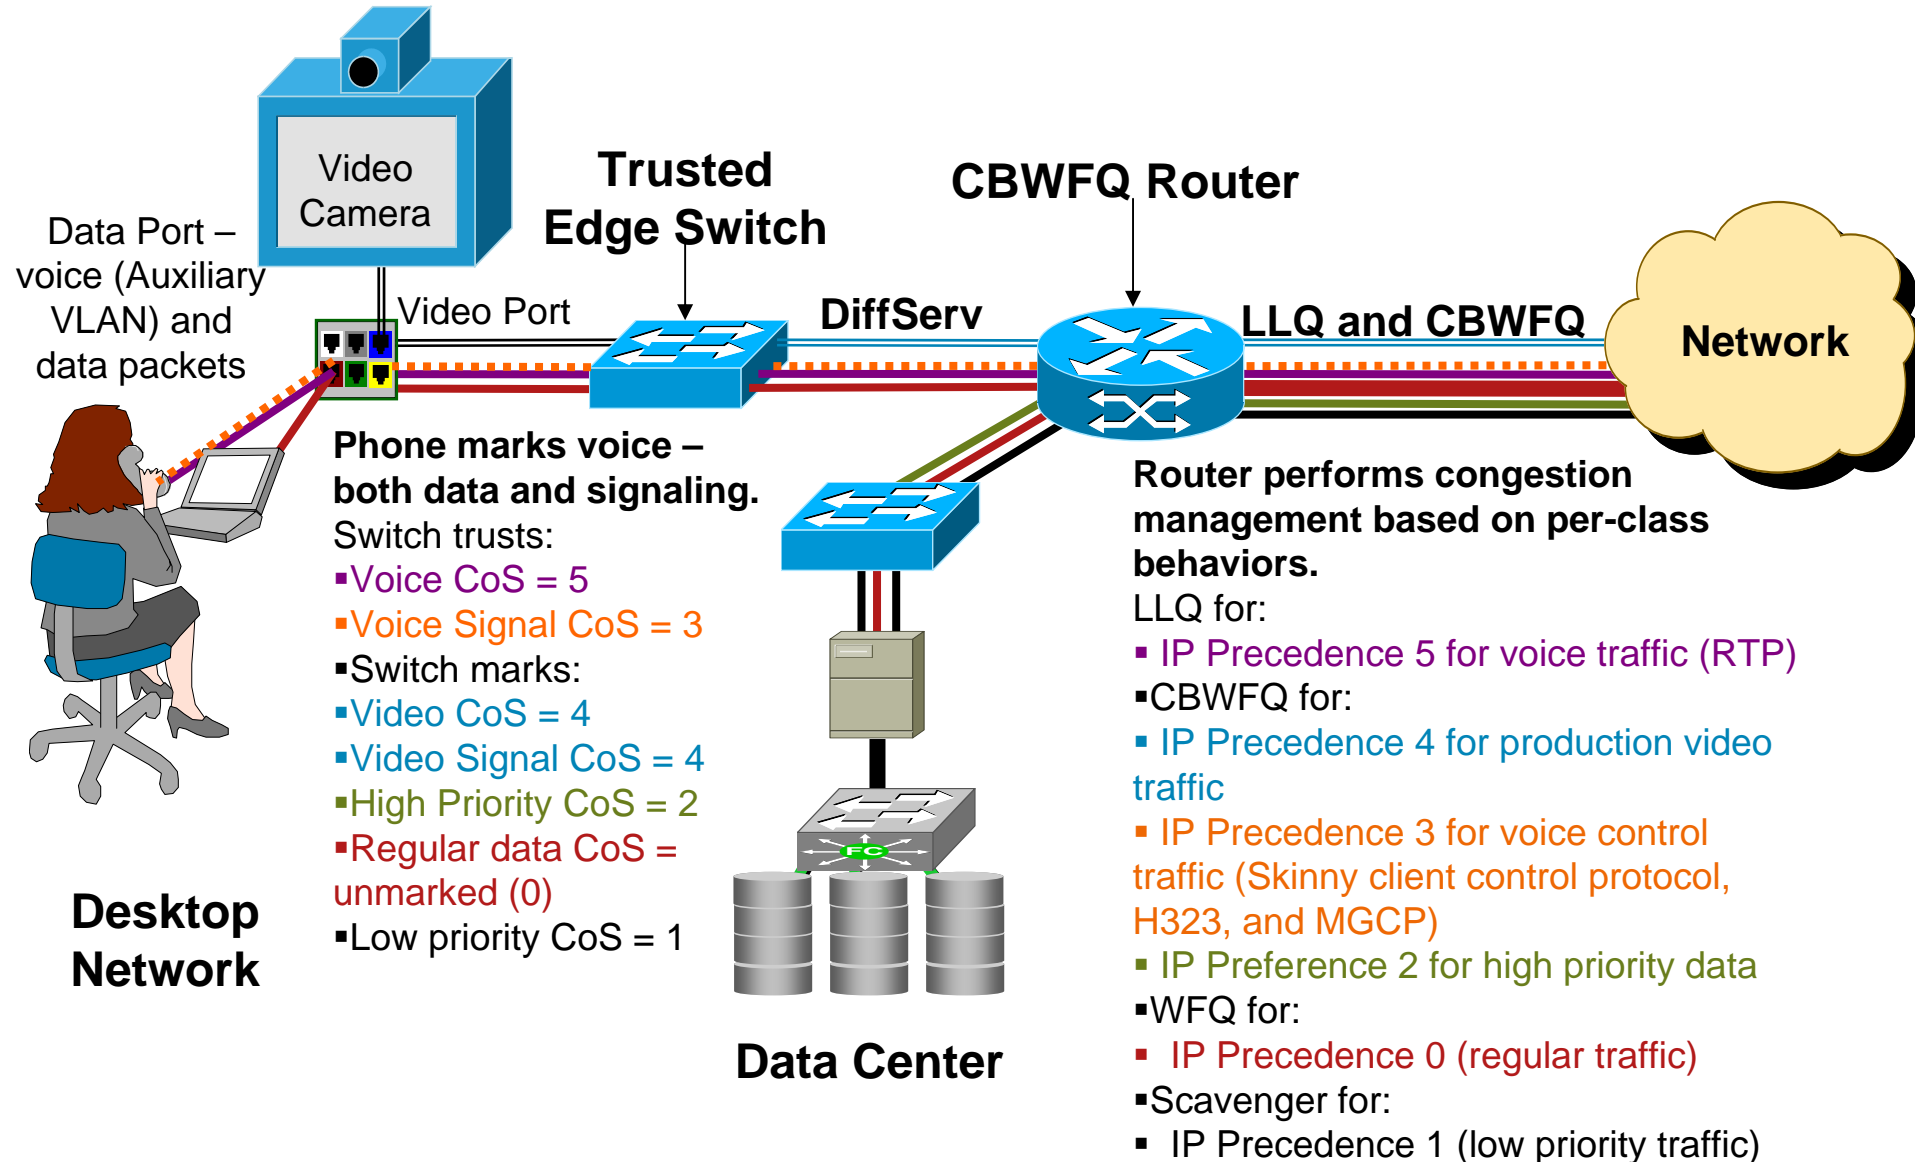 Video
Camera
Data Port –
voice (Auxiliary
VLAN) and
data packets
Video Port
Trusted
Edge Switch
DiffServ
CBWFQ Router
LLQ and CBWFQ
Network
Phone marks voice –
both data and signaling.
Switch trusts:
▪Voice CoS = 5
▪Voice Signal CoS = 3
▪Switch marks:
▪Video CoS = 4
▪Video Signal CoS = 4
▪High Priority CoS = 2
▪Regular data CoS =
unmarked (0)
▪Low priority CoS = 1
Desktop
Network
FC
Data Center
Router performs congestion
management based on per-class
behaviors.
LLQ for:
▪ IP Precedence 5 for voice traffic (RTP)
▪CBWFQ for:
▪ IP Precedence 4 for production video
traffic
▪ IP Precedence 3 for voice control
traffic (Skinny client control protocol,
H323, and MGCP)
▪ IP Preference 2 for high priority data
▪WFQ for:
▪ IP Precedence 0 (regular traffic)
▪Scavenger for:
▪ IP Precedence 1 (low priority traffic)